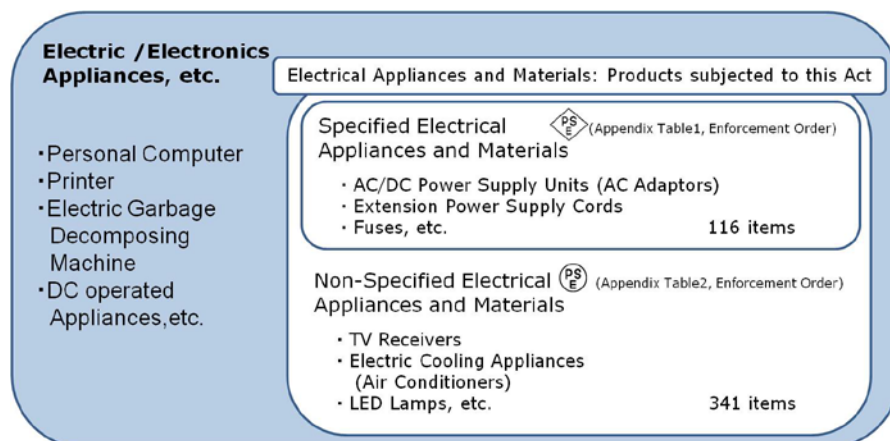 Electric /Electronics
Appliances, etc.
・Personal Computer
・Printer
・Electric Garbage
Decomposing
Machine
・DC operated
Appliances,etc.
Electrical Appliances and Materials: Products subjected to this Act
Specified Electrical PS E (Appendix Table1, Enforcement Order)
Appliances and Materials
・AC/DC Power Supply Units (AC Adaptors)
・Extension Power Supply Cords
・Fuses, etc. 116 items
Non-Specified Electrical PS E (Appendix Table2, Enforcement Order)
Appliances and Materials
・TV Receivers
・Electric Cooling Appliances
(Air Conditioners)
・LED Lamps, etc. 341 items